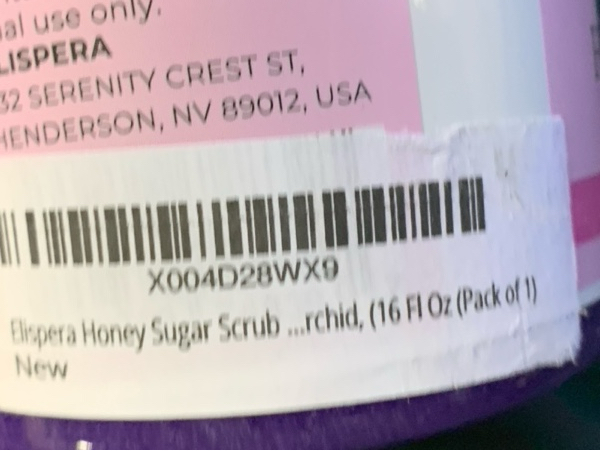 al use only.
LISPERA
32 SERENITY CREST ST,
HENDERSON, NV 89012, USA
X004D28WX9
Elispera Honey Sugar Scrub ...rchid, (16 Fl Oz (Pack of 1)
New